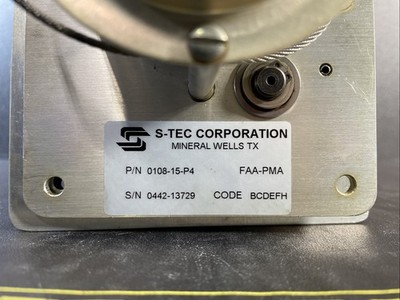 S-TEC CORPORATION
MINERAL WELLS TX
P/N 0108-15-P4 FAA-PMA
S/N 0442-13729 CODE BCDEFH